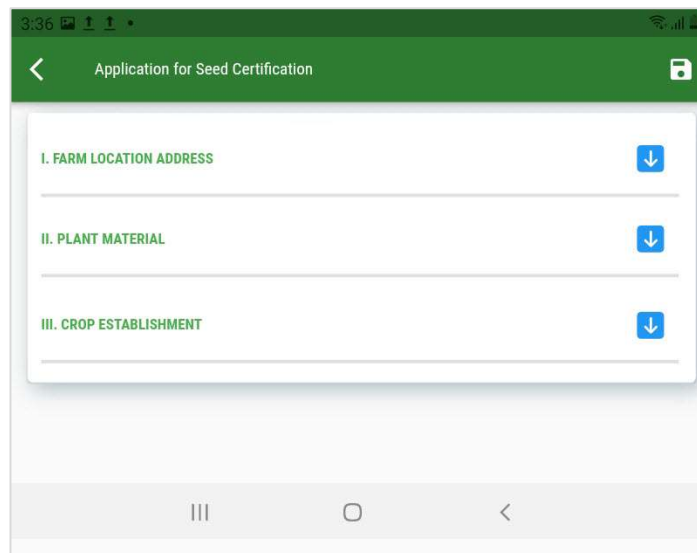 3:36
Application for Seed Certification
I. FARM LOCATION ADDRESS
II. PLANT MATERIAL
III. CROP ESTABLISHMENT